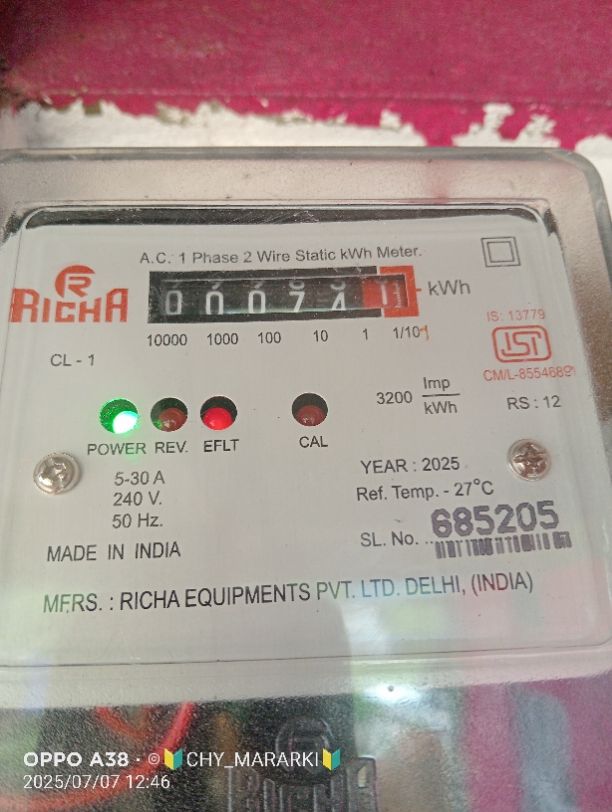 A.C. 1 Phase 2 Wire Static kWh Meter.
R
RICHA
0 0 0 7 4 1 kWh
10000 1000 100 10 1 1/10
IS: 13779
ISI
CM/L-8554689
CL - 1
3200 Imp/kWh
RS : 12
POWER REV. EFLT CAL
5-30 A
240 V.
50 Hz.
YEAR : 2025
Ref. Temp. - 27°C
SL. No. .. 685205
MADE IN INDIA
MFRS. : RICHA EQUIPMENTS PVT. LTD. DELHI, (INDIA)
RICHA
OPPO A38 · ©🔰CHY_MARARKI🔰
2025/07/07 12:46